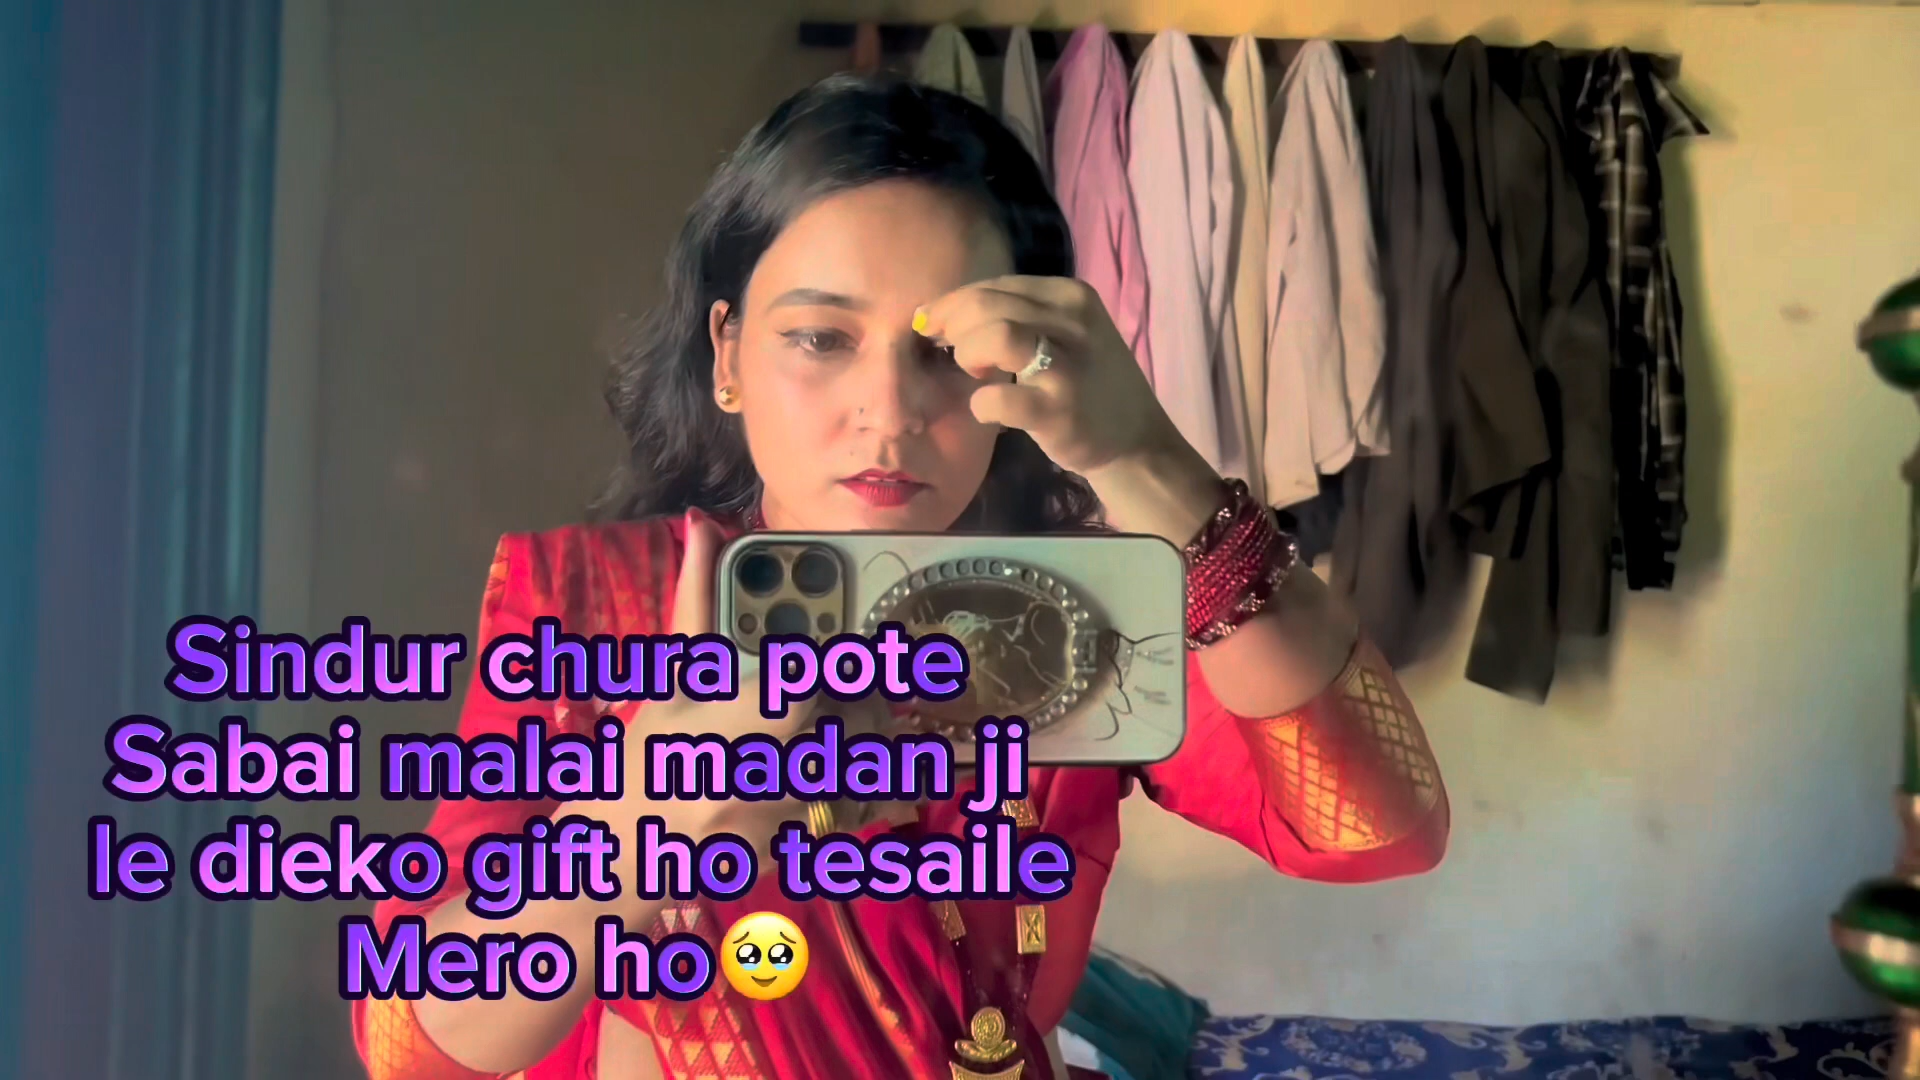 Sindur chura pote
Sabai malai madan ji
le dieko gift ho tesaile
Mero ho🥹